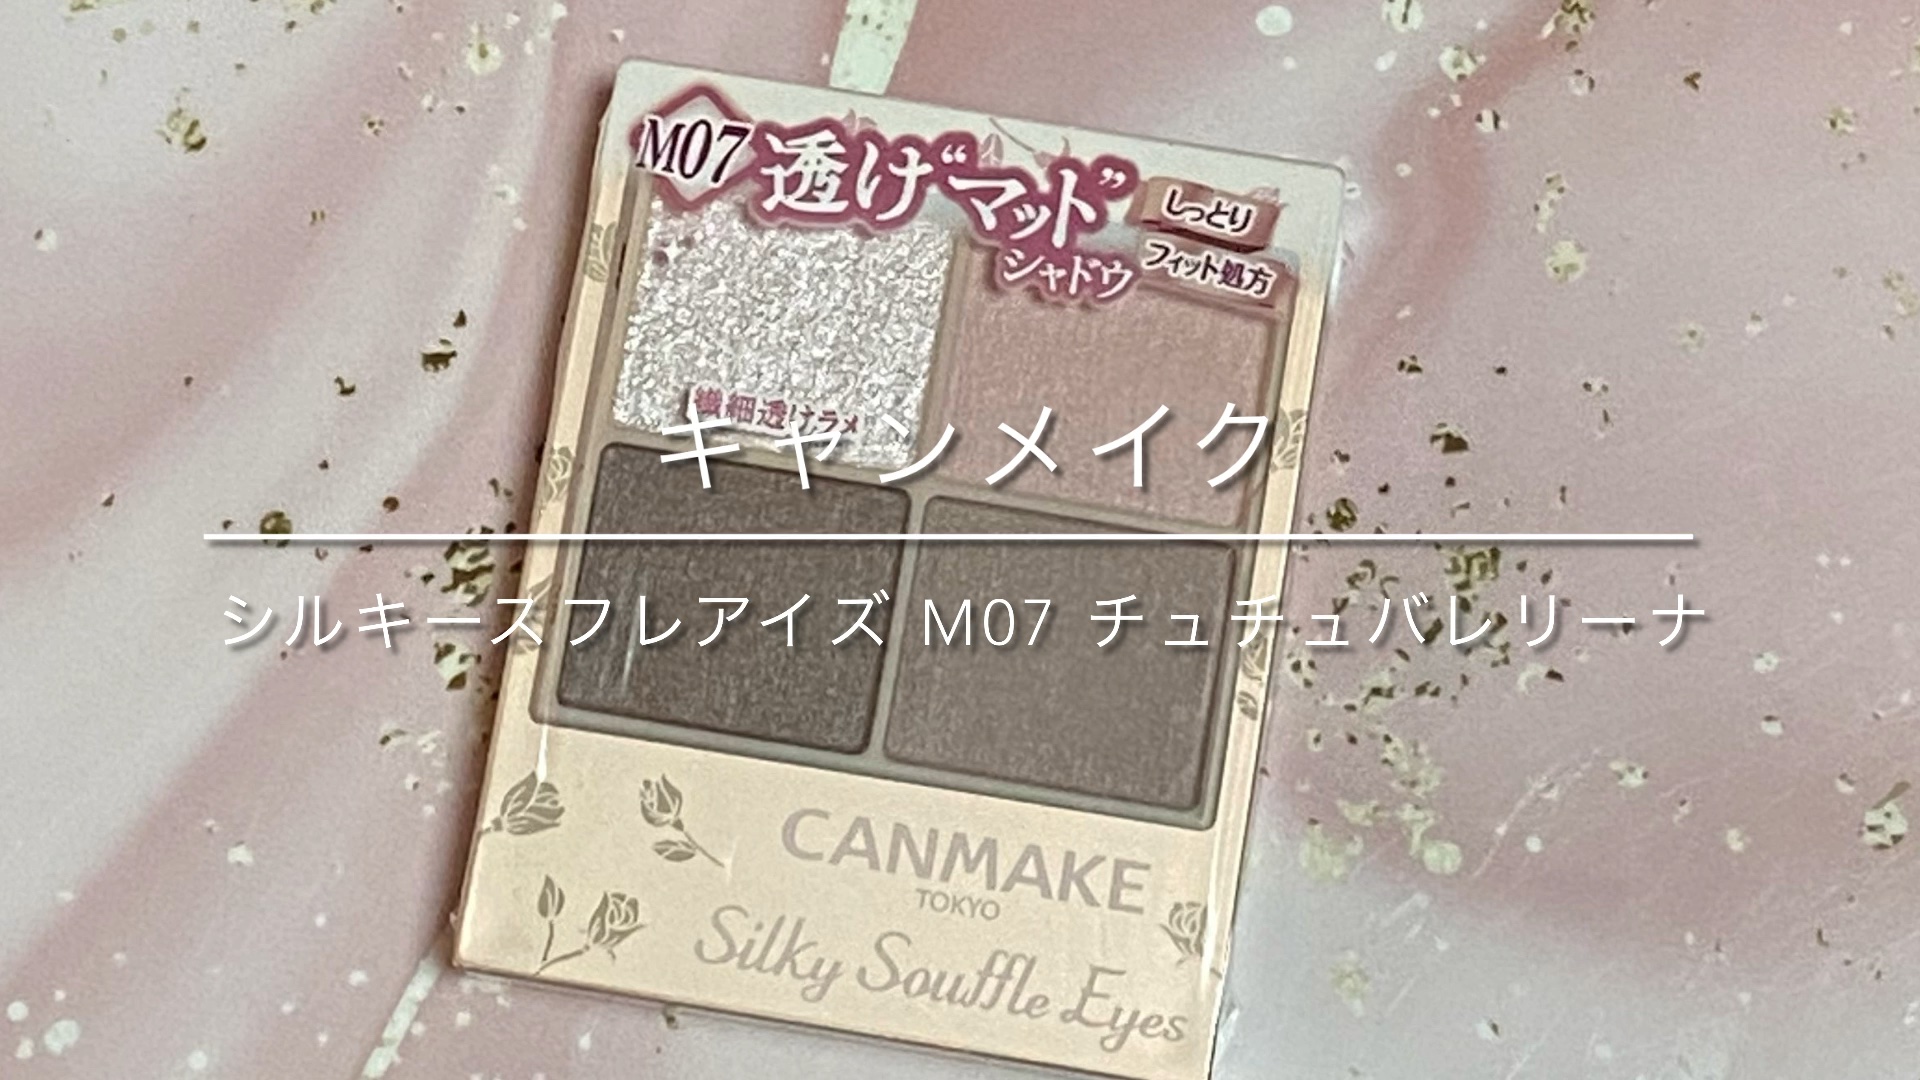 M07 透け“マット”
シャドウ
しっとり
フィット処方
繊細透けラメ
キャンメイク
シルキースフレアイズ M07 チュチュバレリーナ
CANMAKE
TOKYO
Silky Souffle Eyes